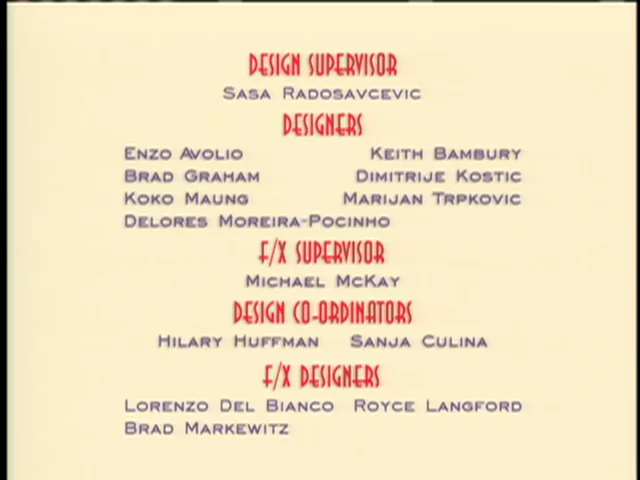 DESIGN SUPERVISOR
SASA RADOSAVCEVIC
DESIGNERS
ENZO AVOLIO KEITH BAMBURY
BRAD GRAHAM DIMITRIJE KOSTIC
KOKO MAUNG MARIJAN TRPKOVIC
DELORES MOREIRA-POCINHO
F/X SUPERVISOR
MICHAEL MCKAY
DESIGN CO-ORDINATORS
HILARY HUFFMAN SANJA CULINA
F/X DESIGNERS
LORENZO DEL BIANCO ROYCE LANGFORD
BRAD MARKEWITZ